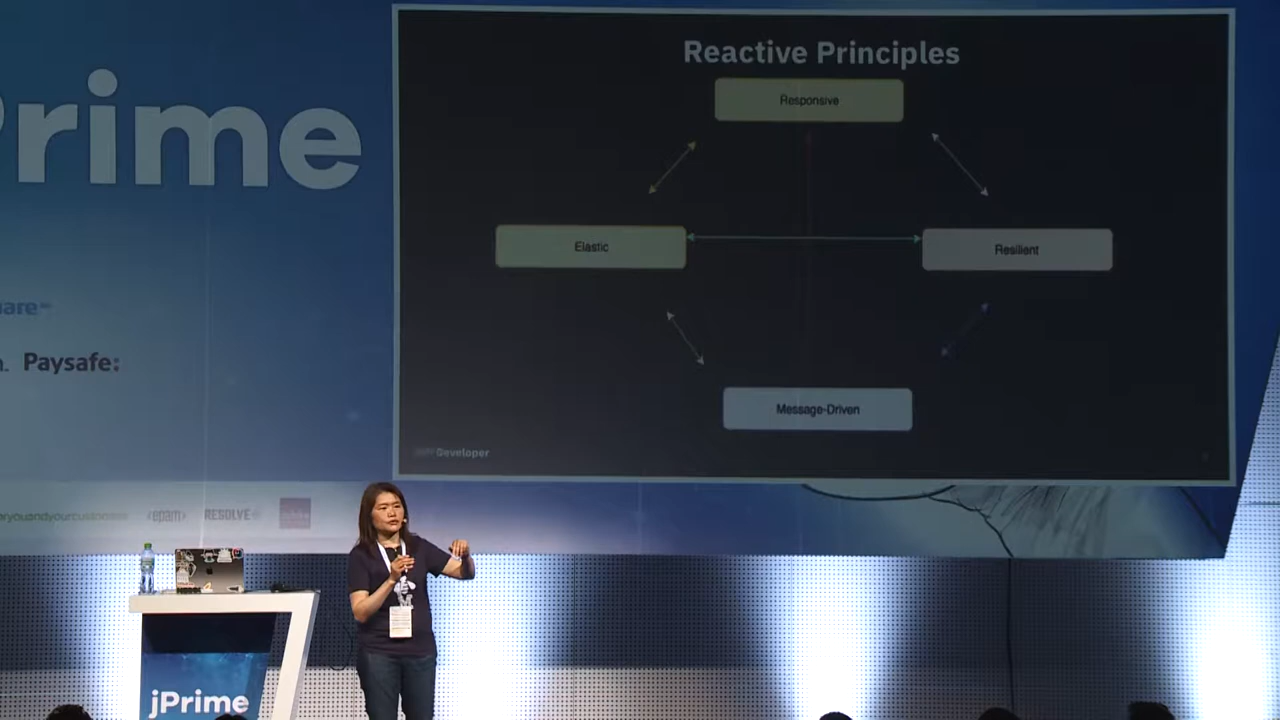 Prime
Reactive Principles
Responsive
Elastic
Resilient
Message-Driven
Developer
Paysafe:
<epam>
RESOLVE
jPrime